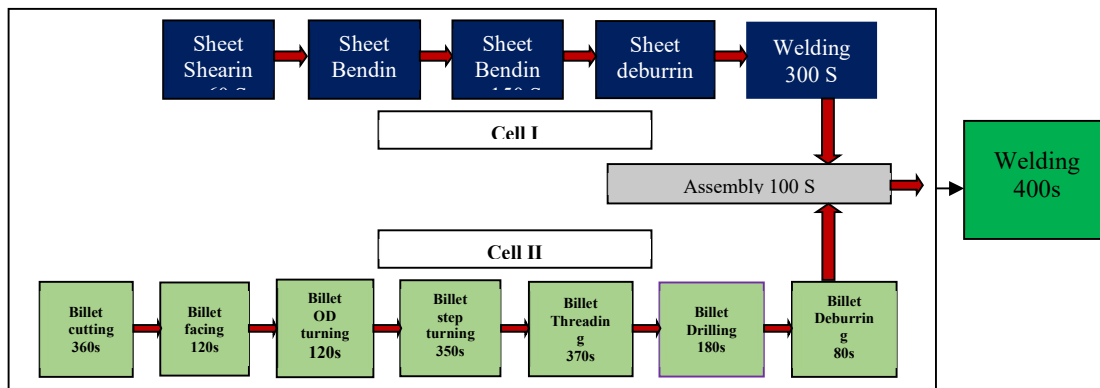 Sheet
Shearin
60 S
Sheet
Bendin
Sheet
Bendin
150 S
Sheet
deburrin
Welding
300 S
Cell I
Assembly 100 S
Welding
400s
Cell II
Billet
cutting
360s
Billet
facing
120s
Billet
OD
turning
120s
Billet
step
turning
350s
Billet
Threadin
g
370s
Billet
Drilling
180s
Billet
Deburrin
g
80s